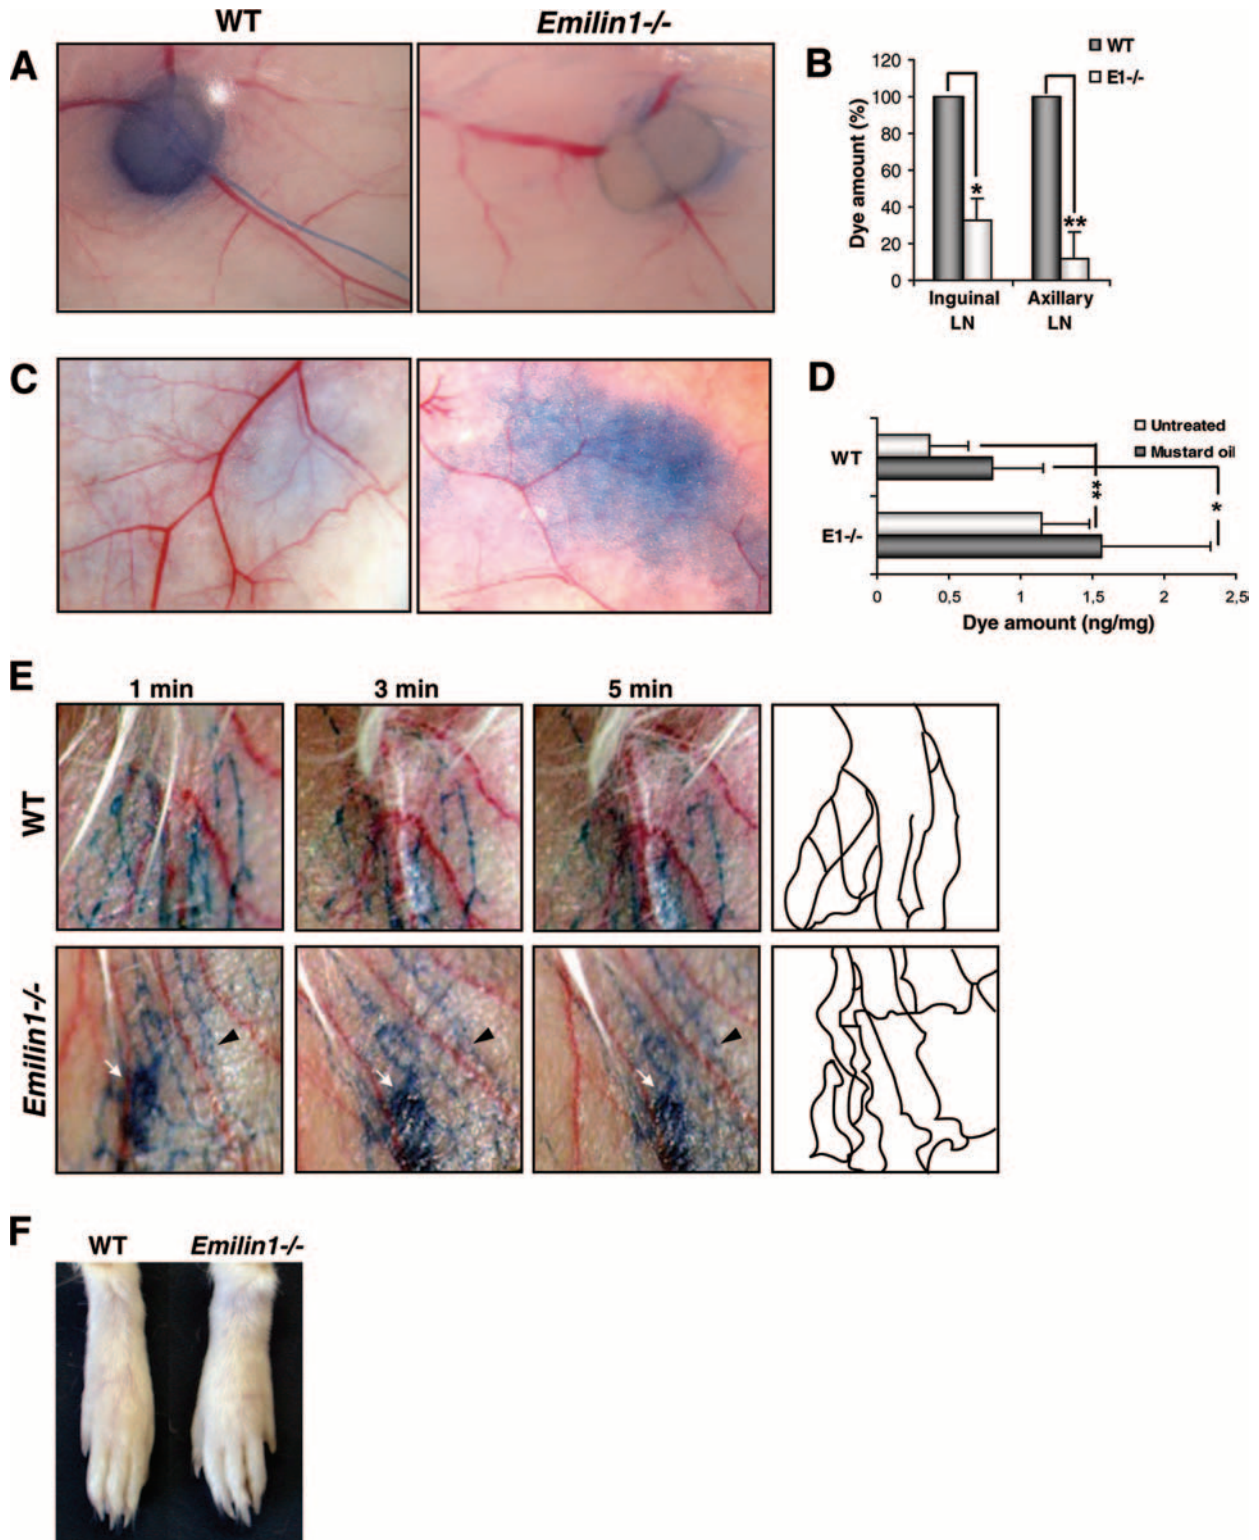 WT
Emilin1-/-
A
B
WT
E1-/-
120
100
80
60
40
20
0
Dye amount (%)
*
**
Inguinal
LN
Axillary
LN
C
D
Untreated
Mustard oil
WT
E1-/-
**
*
0
0,5
1
1,5
2
2,5
Dye amount (ng/mg)
E
1 min
3 min
5 min
WT
Emilin1-/-
F
WT
Emilin1-/-